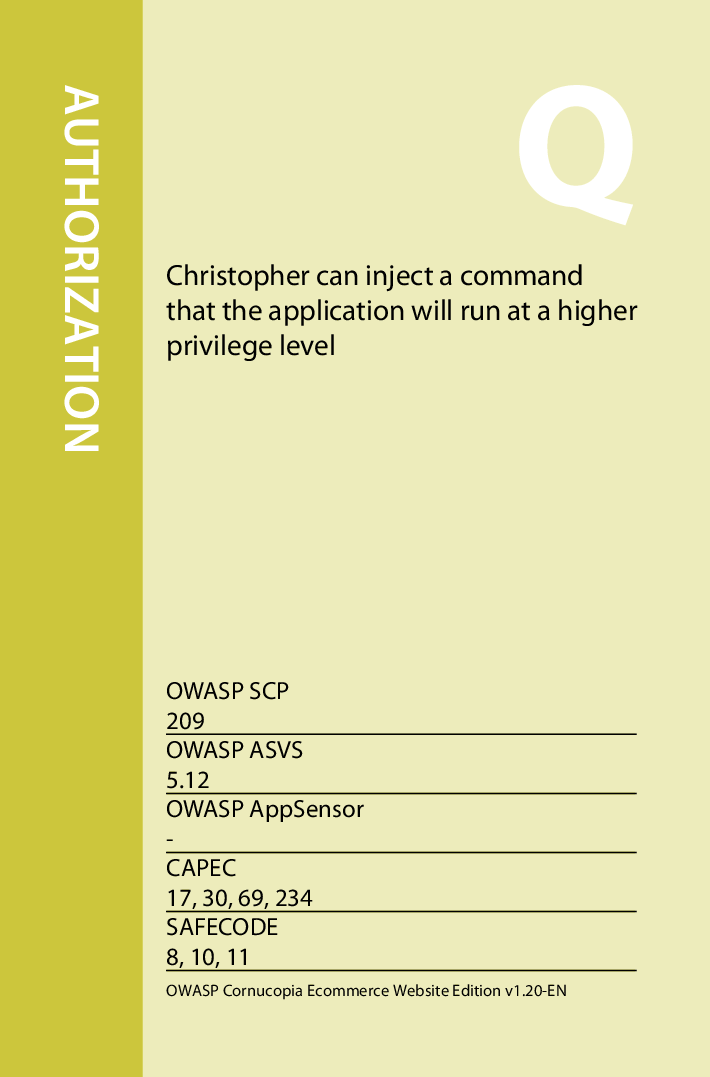 AUTHORIZATION
Q
Christopher can inject a command
that the application will run at a higher
privilege level
OWASP SCP
209
OWASP ASVS
5.12
OWASP AppSensor
-
CAPEC
17, 30, 69, 234
SAFECODE
8, 10, 11
OWASP Cornucopia Ecommerce Website Edition v1.20-EN